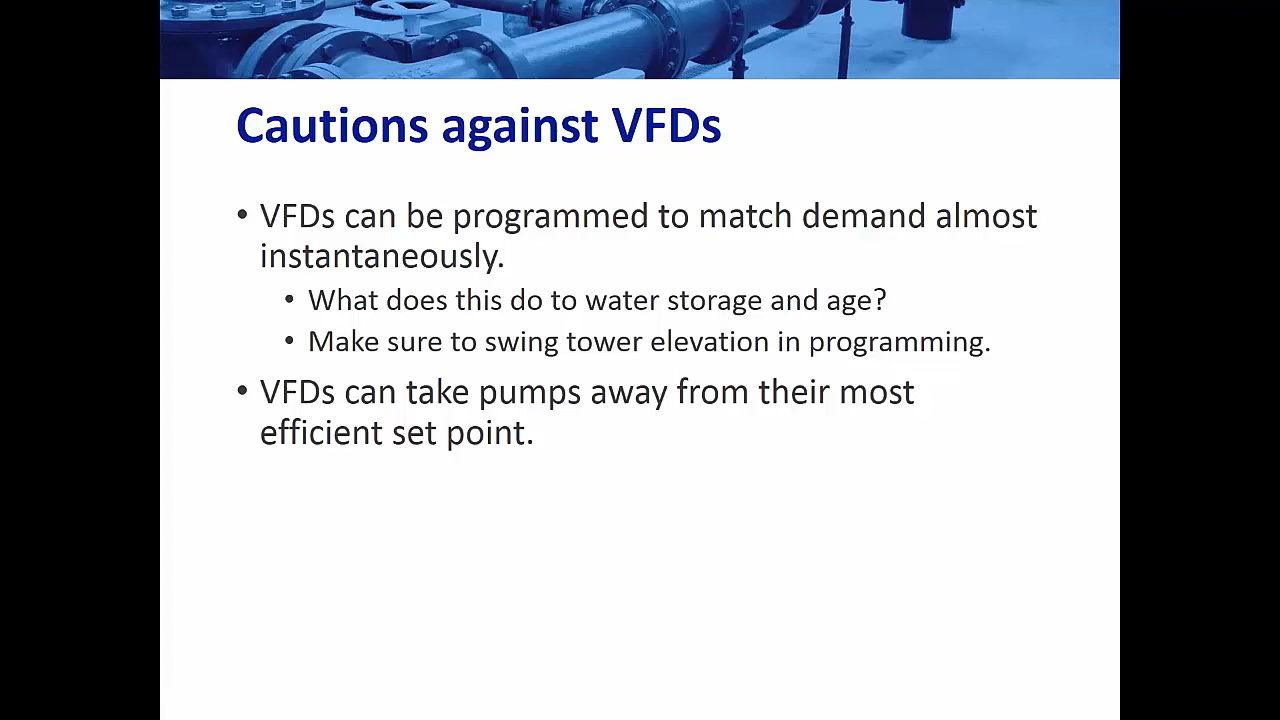 Cautions against VFDs
• VFDs can be programmed to match demand almost
instantaneously.
• What does this do to water storage and age?
• Make sure to swing tower elevation in programming.
• VFDs can take pumps away from their most
efficient set point.